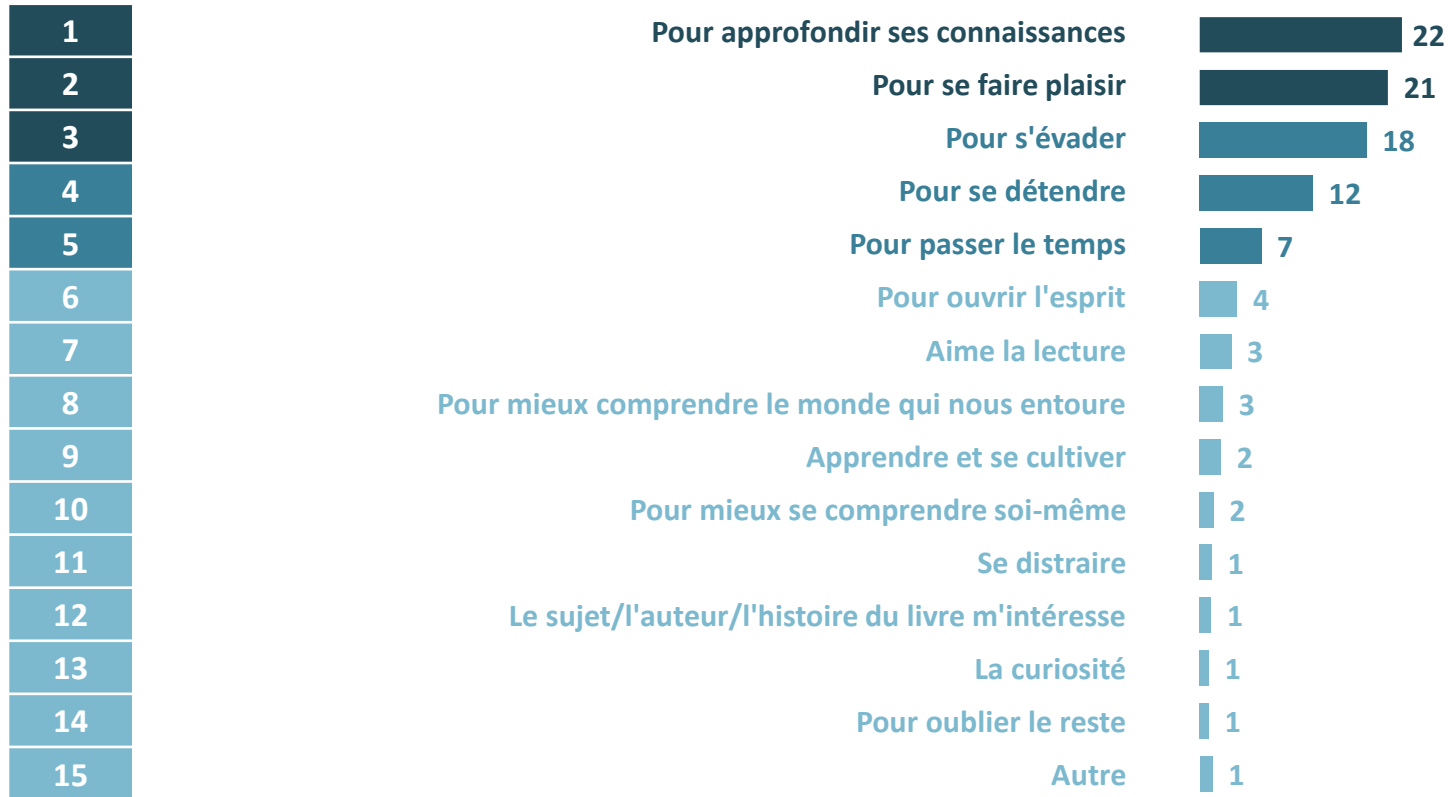 1 Pour approfondir ses connaissances 22
2 Pour se faire plaisir 21
3 Pour s'évader 18
4 Pour se détendre 12
5 Pour passer le temps 7
6 Pour ouvrir l'esprit 4
7 Aime la lecture 3
8 Pour mieux comprendre le monde qui nous entoure 3
9 Apprendre et se cultiver 2
10 Pour mieux se comprendre soi-même 2
11 Se distraire 1
12 Le sujet/l'auteur/l'histoire du livre m'intéresse 1
13 La curiosité 1
14 Pour oublier le reste 1
15 Autre 1